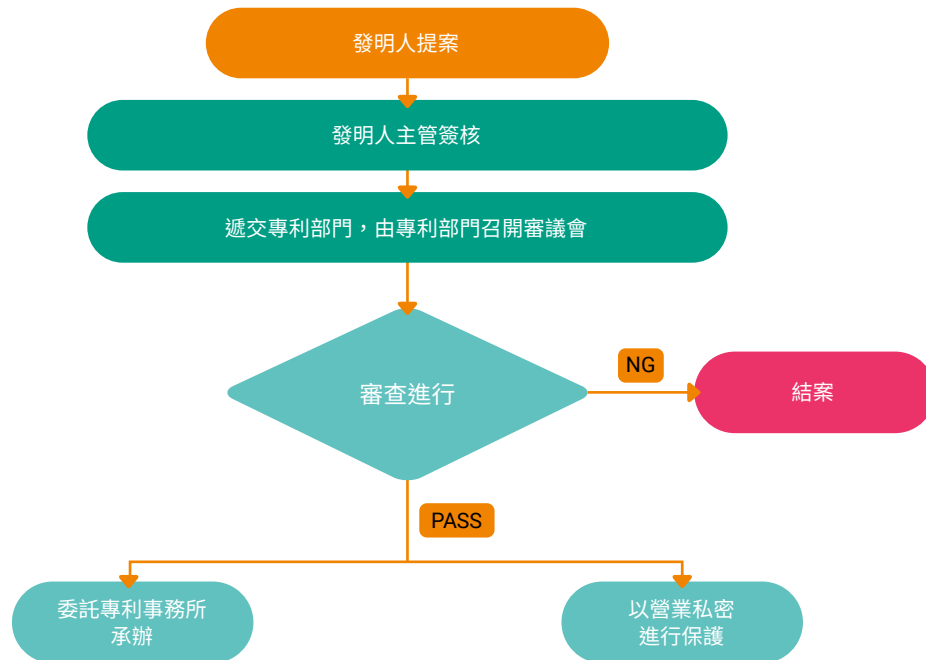 發明人提案
發明人主管簽核
遞交專利部門，由專利部門召開審議會
審查進行
NG
結案
PASS
委託專利事務所
承辦
以營業私密
進行保護